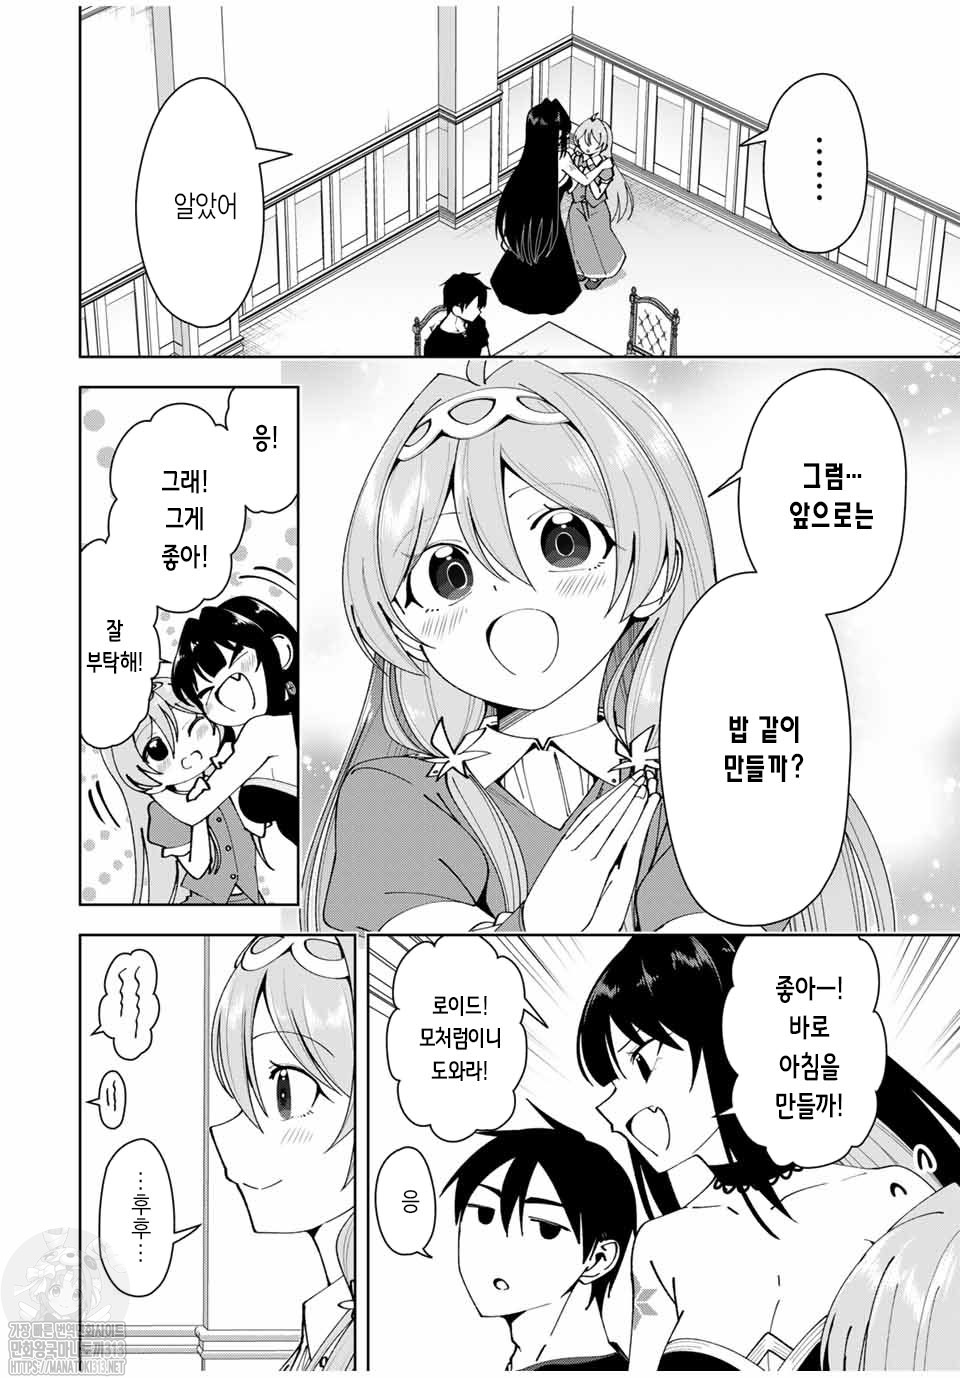 ……
알았어
그럼…
앞으로는
밥 같이
만들까?
응!
그래!
그게
좋아!
잘
부탁해!
좋아―!
바로
아침을
만들까!
로이드!
모처럼이니
도와라!
응
…후후…
가장 빠른 번역만화사이트
만화왕국마나토끼313
HTTPS://MANATOKI313.NET